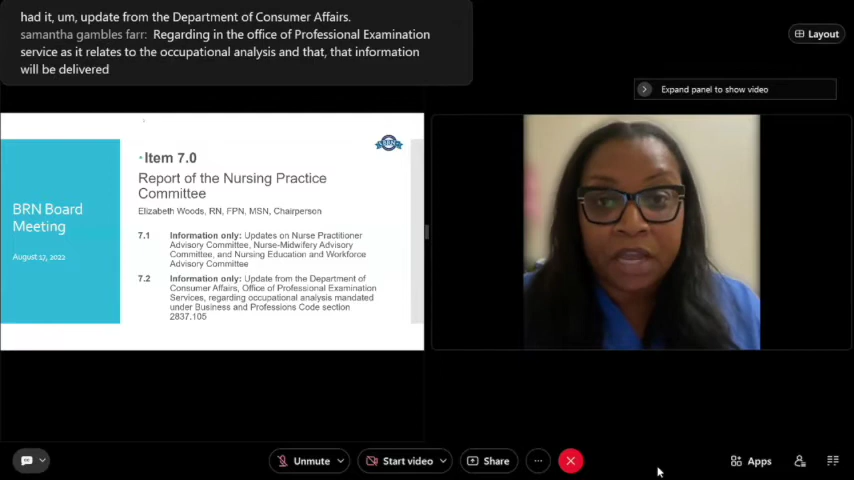 had it, um, update from the Department of Consumer Affairs.
samantha gambles farr: Regarding in the office of Professional Examination
service as it relates to the occupational analysis and that, that information
will be delivered
Layout
Expand panel to show video
BRN
•Item 7.0
Report of the Nursing Practice
Committee
Elizabeth Woods, RN, FPN, MSN, Chairperson
BRN Board
Meeting
August 17, 2022
7.1 Information only: Updates on Nurse Practitioner
Advisory Committee, Nurse-Midwifery Advisory
Committee, and Nursing Education and Workforce
Advisory Committee
7.2 Information only: Update from the Department of
Consumer Affairs, Office of Professional Examination
Services, regarding occupational analysis mandated
under Business and Professions Code section
2837.105
Unmute
Start video
Share
Apps